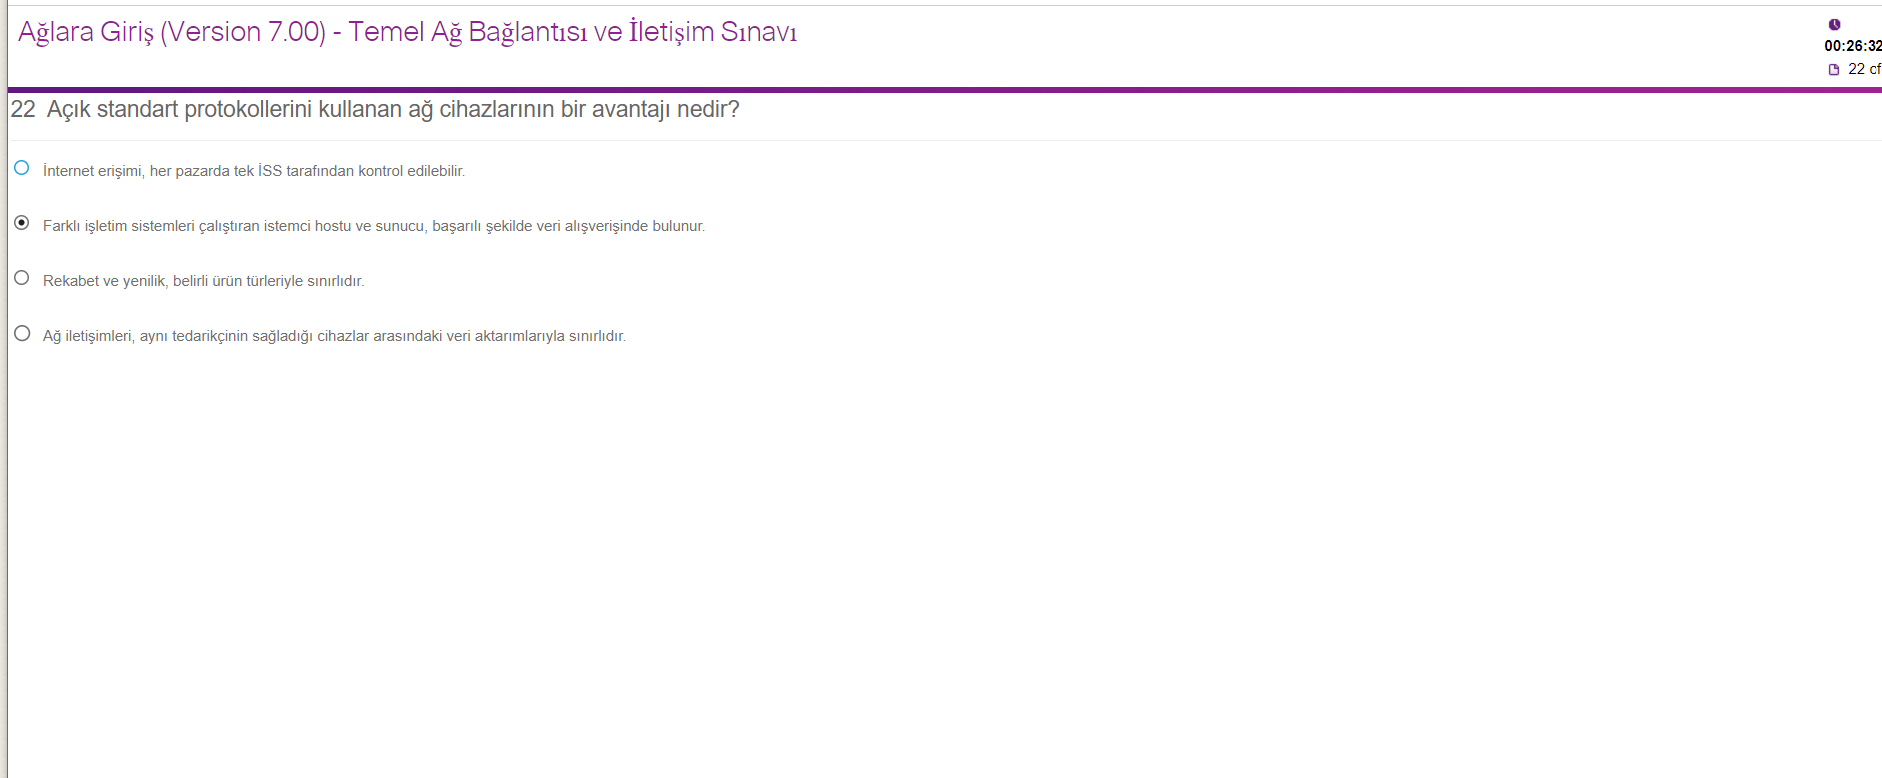 Ağlara Giriş (Version 7.00) - Temel Ağ Bağlantısı ve İletişim Sınavı
00:26:32
22 cf
22 Açık standart protokollerini kullanan ağ cihazlarının bir avantajı nedir?
İnternet erişimi, her pazarda tek İSS tarafından kontrol edilebilir.
Farklı işletim sistemleri çalıştıran istemci hostu ve sunucu, başarılı şekilde veri alışverişinde bulunur.
Rekabet ve yenilik, belirli ürün türleriyle sınırlıdır.
Ağ iletişimleri, aynı tedarikçinin sağladığı cihazlar arasındaki veri aktarımlarıyla sınırlıdır.